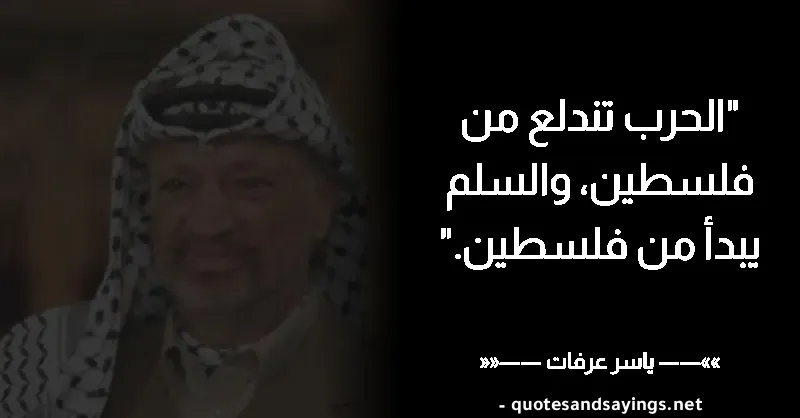 "الحرب تندلع من
فلسطين، والسلم
يبدأ من فلسطين."
»»—— ياسر عرفات ——««
- quotesandsayings.net